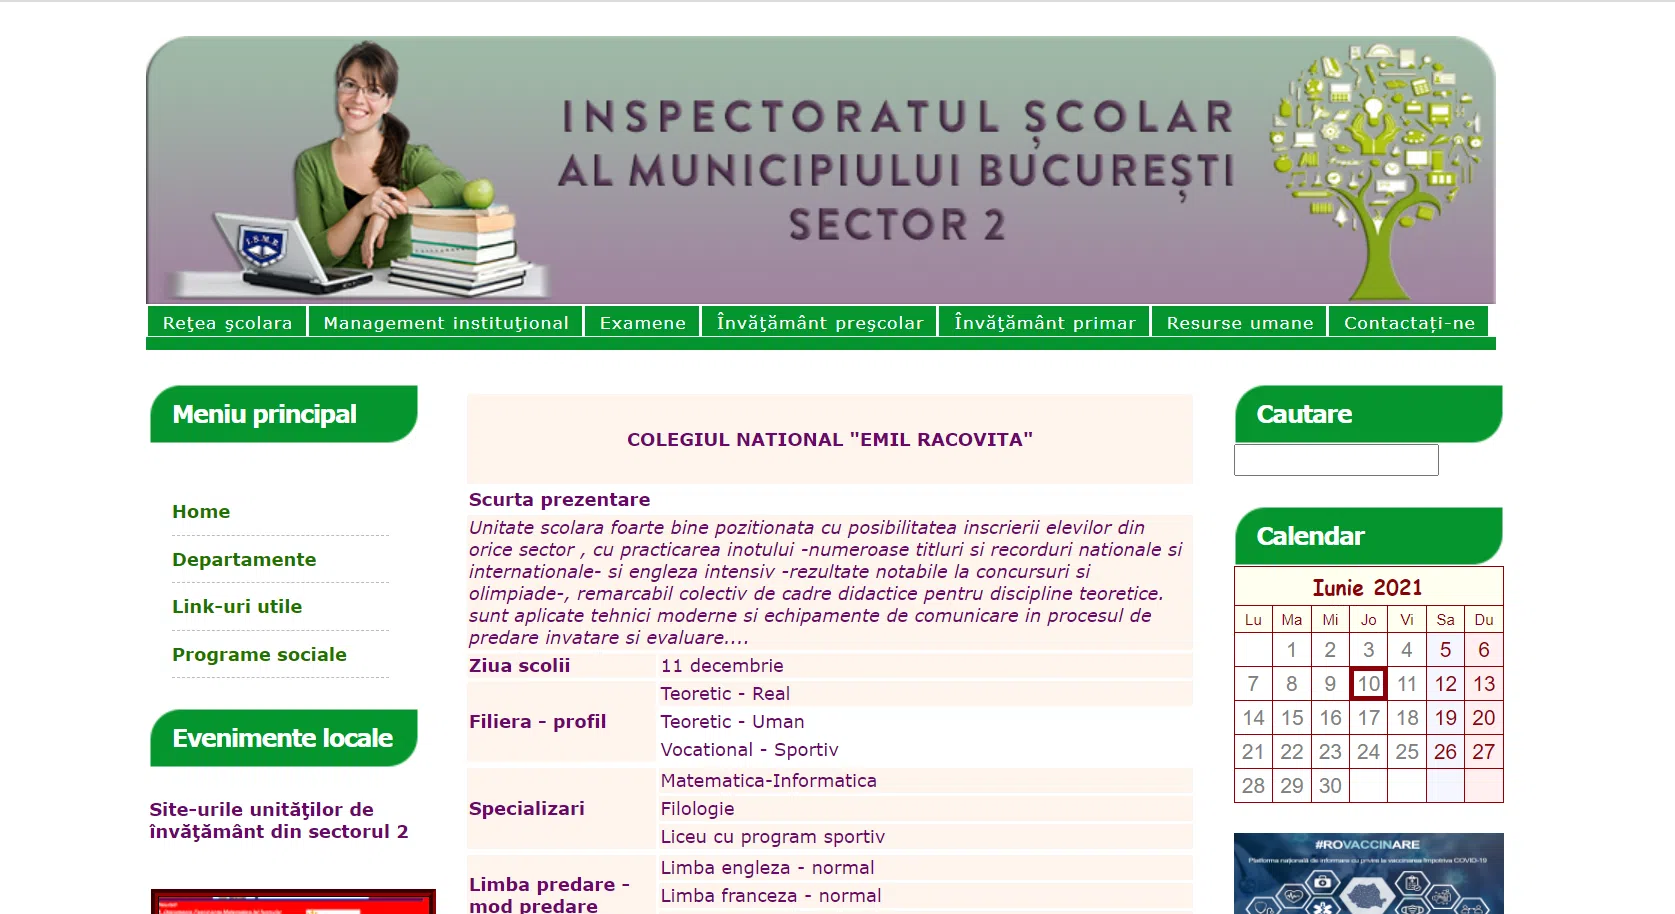 INSPECTORATUL ȘCOLAR
AL MUNICIPIULUI BUCUREȘTI
SECTOR 2
I.S.M.B.
Reţea şcolara
Management instituţional
Examene
Învăţământ preşcolar
Învăţământ primar
Resurse umane
Contactați-ne
Meniu principal
Home
Departamente
Link-uri utile
Programe sociale
Evenimente locale
Site-urile unităţilor de
învăţământ din sectorul 2
COLEGIUL NATIONAL "EMIL RACOVITA"
Scurta prezentare
Unitate scolara foarte bine pozitionata cu posibilitatea inscrierii elevilor din
orice sector , cu practicarea inotului -numeroase titluri si recorduri nationale si
internationale- si engleza intensiv -rezultate notabile la concursuri si
olimpiade-, remarcabil colectiv de cadre didactice pentru discipline teoretice.
sunt aplicate tehnici moderne si echipamente de comunicare in procesul de
predare invatare si evaluare....
Ziua scolii 11 decembrie
Filiera - profil
Teoretic - Real
Teoretic - Uman
Vocational - Sportiv
Specializari
Matematica-Informatica
Filologie
Liceu cu program sportiv
Limba predare -
mod predare
Limba engleza - normal
Limba franceza - normal
Cautare
Calendar
Iunie 2021
Lu Ma Mi Jo Vi Sa Du
1 2 3 4 5 6
7 8 9 10 11 12 13
14 15 16 17 18 19 20
21 22 23 24 25 26 27
28 29 30
#ROVACCINARE
Platforma națională de informare cu privire la vaccinarea împotriva COVID-19